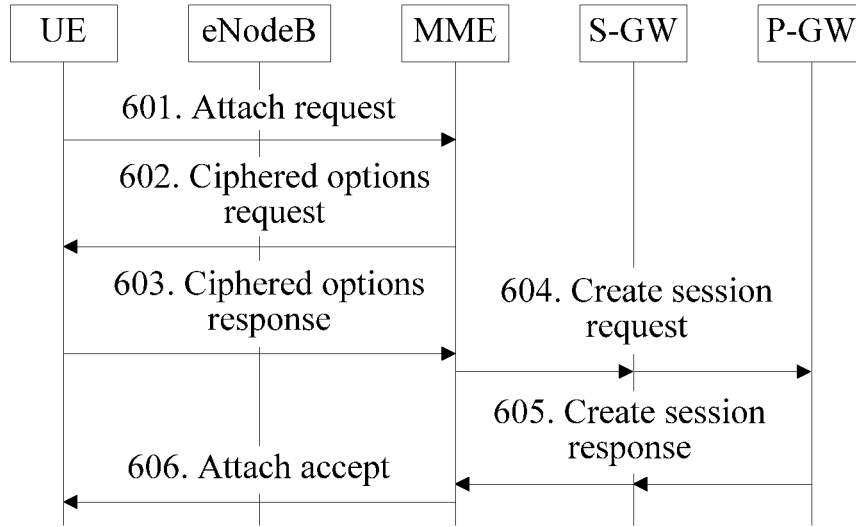 UE eNodeB MME S-GW P-GW
601. Attach request
602. Ciphered options
request
603. Ciphered options
response
604. Create session
request
605. Create session
response
606. Attach accept